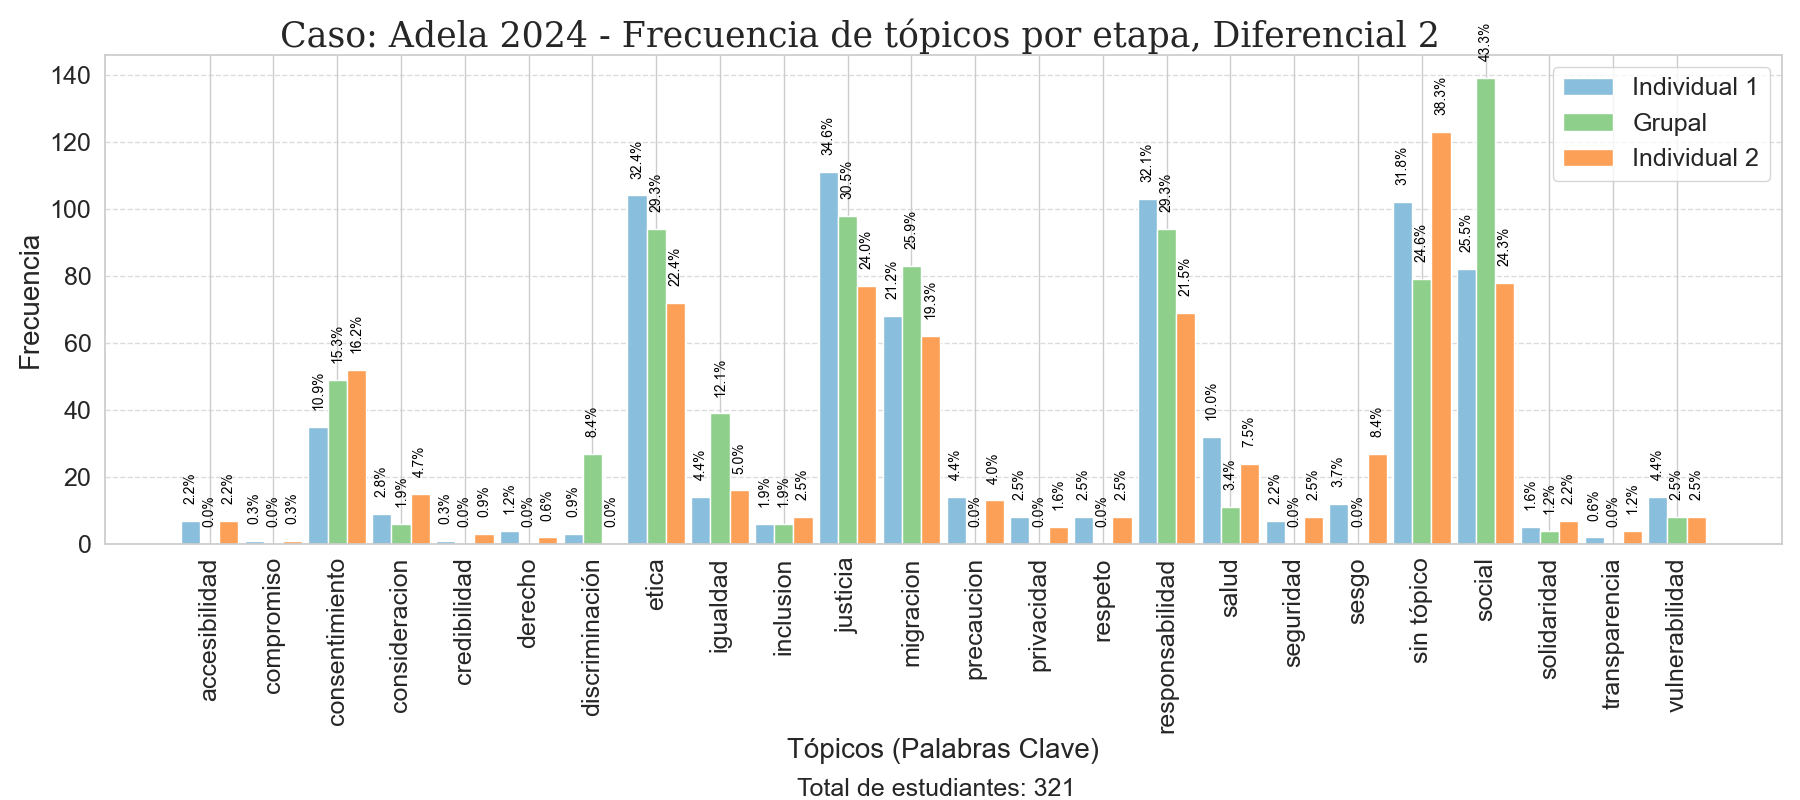 Caso: Adela 2024 - Frecuencia de tópicos por etapa, Diferencial 2
Individual 1
Grupal
Individual 2
Frecuencia
140
120
100
80
60
40
20
0
2.2% 0.0% 2.2%
0.3% 0.0% 0.3%
10.9% 15.3% 16.2%
2.8% 1.9% 4.7%
0.3% 0.0% 0.9%
1.2% 0.0% 0.6%
0.9% 8.4% 0.0%
32.4% 29.3% 22.4%
4.4% 12.1% 5.0%
1.9% 1.9% 2.5%
34.6% 30.5% 24.0%
21.2% 25.9% 19.3%
4.4% 0.0% 4.0%
2.5% 0.0% 1.6%
2.5% 0.0% 2.5%
32.1% 29.3% 21.5%
10.0% 3.4% 7.5%
2.2% 0.0% 2.5%
3.7% 0.0% 8.4%
31.8% 24.6% 38.3%
25.5% 43.3% 24.3%
1.6% 1.2% 2.2%
0.6% 0.0% 1.2%
4.4% 2.5% 2.5%
accesibilidad
compromiso
consentimiento
consideracion
credibilidad
derecho
discriminación
etica
igualdad
inclusion
justicia
migracion
precaucion
privacidad
respeto
responsabilidad
salud
seguridad
sesgo
sin tópico
social
solidaridad
transparencia
vulnerabilidad
Tópicos (Palabras Clave)
Total de estudiantes: 321